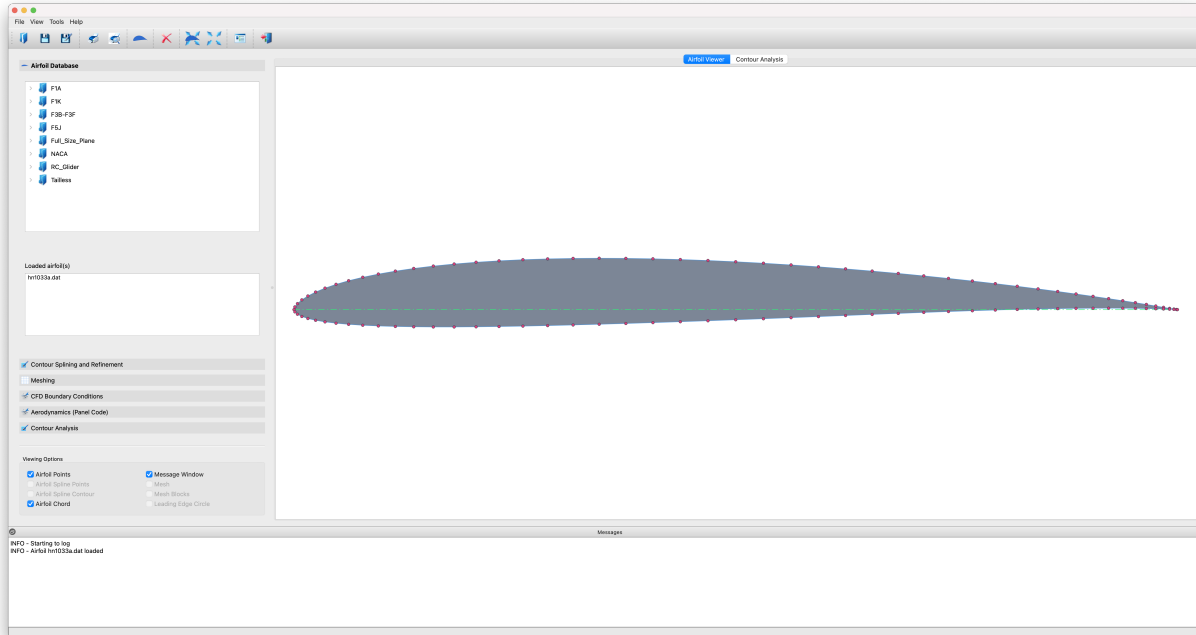 File View Tools Help
Airfoil Database
Airfoil Viewer Contour Analysis
F1A
F1K
F3B-F3F
F5J
Full_Size_Plane
NACA
RC_Glider
Tailless
Loaded airfoil(s)
hn1033a.dat
Contour Splining and Refinement
Meshing
CFD Boundary Conditions
Aerodynamics (Panel Code)
Contour Analysis
Viewing Options
Airfoil Points Message Window
Airfoil Spline Points Mesh
Airfoil Spline Contour Mesh Blocks
Airfoil Chord Leading Edge Circle
Messages
INFO - Starting to log
INFO - Airfoil hn1033a.dat loaded